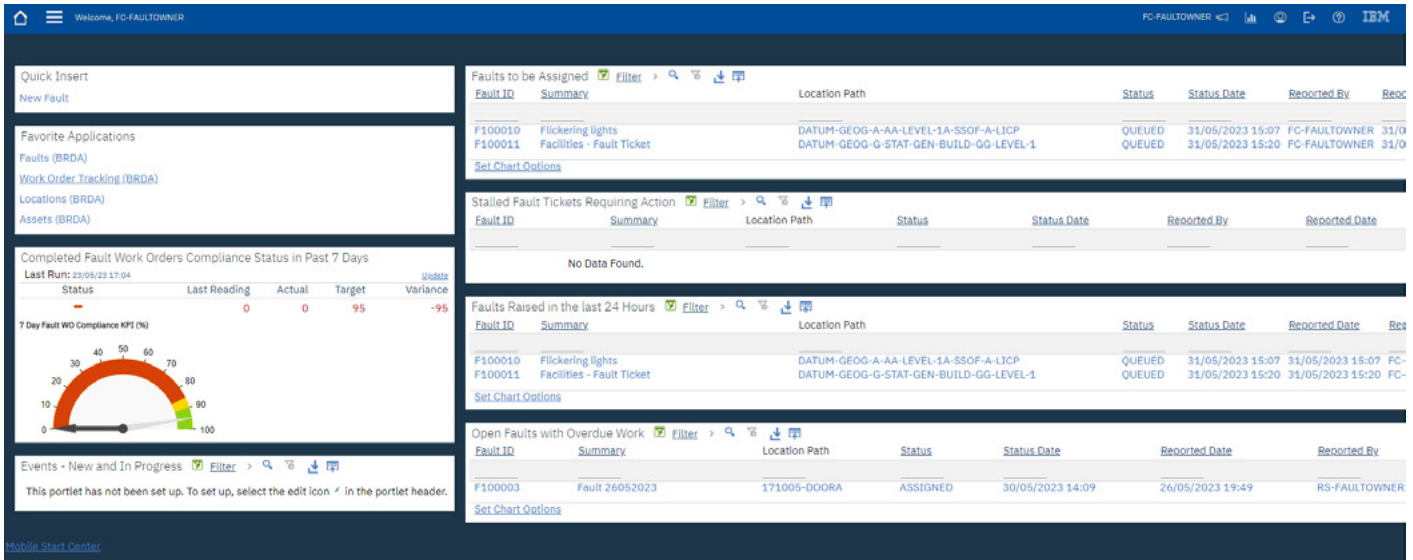 Welcome, FC-FAULTOWNER
FC-FAULTOWNER
IBM
Quick Insert
New Fault
Favorite Applications
Faults (BRDA)
Work Order Tracking (BRDA)
Locations (BRDA)
Assets (BRDA)
Completed Fault Work Orders Compliance Status in Past 7 Days
Last Run: 23/05/23 17:04 Update
Status Last Reading Actual Target Variance
0 0 95 -95
7 Day Fault WO Compliance KPI (%)
0 10 20 30 40 50 60 70 80 90 100
Events - New and In Progress Filter >
This portlet has not been set up. To set up, select the edit icon in the portlet header.
Mobile Start Center
Faults to be Assigned Filter >
Fault ID Summary Location Path Status Status Date Reported By Repo
F100010 Flickering lights DATUM-GEOG-A-AA-LEVEL-1A-SSOF-A-LICP QUEUED 31/05/2023 15:07 FC-FAULTOWNER 31/0
F100011 Facilities - Fault Ticket DATUM-GEOG-G-STAT-GEN-BUILD-GG-LEVEL-1 QUEUED 31/05/2023 15:20 FC-FAULTOWNER 31/0
Set Chart Options
Stalled Fault Tickets Requiring Action Filter >
Fault ID Summary Location Path Status Status Date Reported By Reported Date
No Data Found.
Faults Raised in the last 24 Hours Filter >
Fault ID Summary Location Path Status Status Date Reported Date Rep
F100010 Flickering lights DATUM-GEOG-A-AA-LEVEL-1A-SSOF-A-LICP QUEUED 31/05/2023 15:07 31/05/2023 15:07 FC-
F100011 Facilities - Fault Ticket DATUM-GEOG-G-STAT-GEN-BUILD-GG-LEVEL-1 QUEUED 31/05/2023 15:20 31/05/2023 15:20 FC-
Set Chart Options
Open Faults with Overdue Work Filter >
Fault ID Summary Location Path Status Status Date Reported Date Reported By
F100003 Fault 26052023 171005-DOORA ASSIGNED 30/05/2023 14:09 26/05/2023 19:49 RS-FAULTOWNER
Set Chart Options